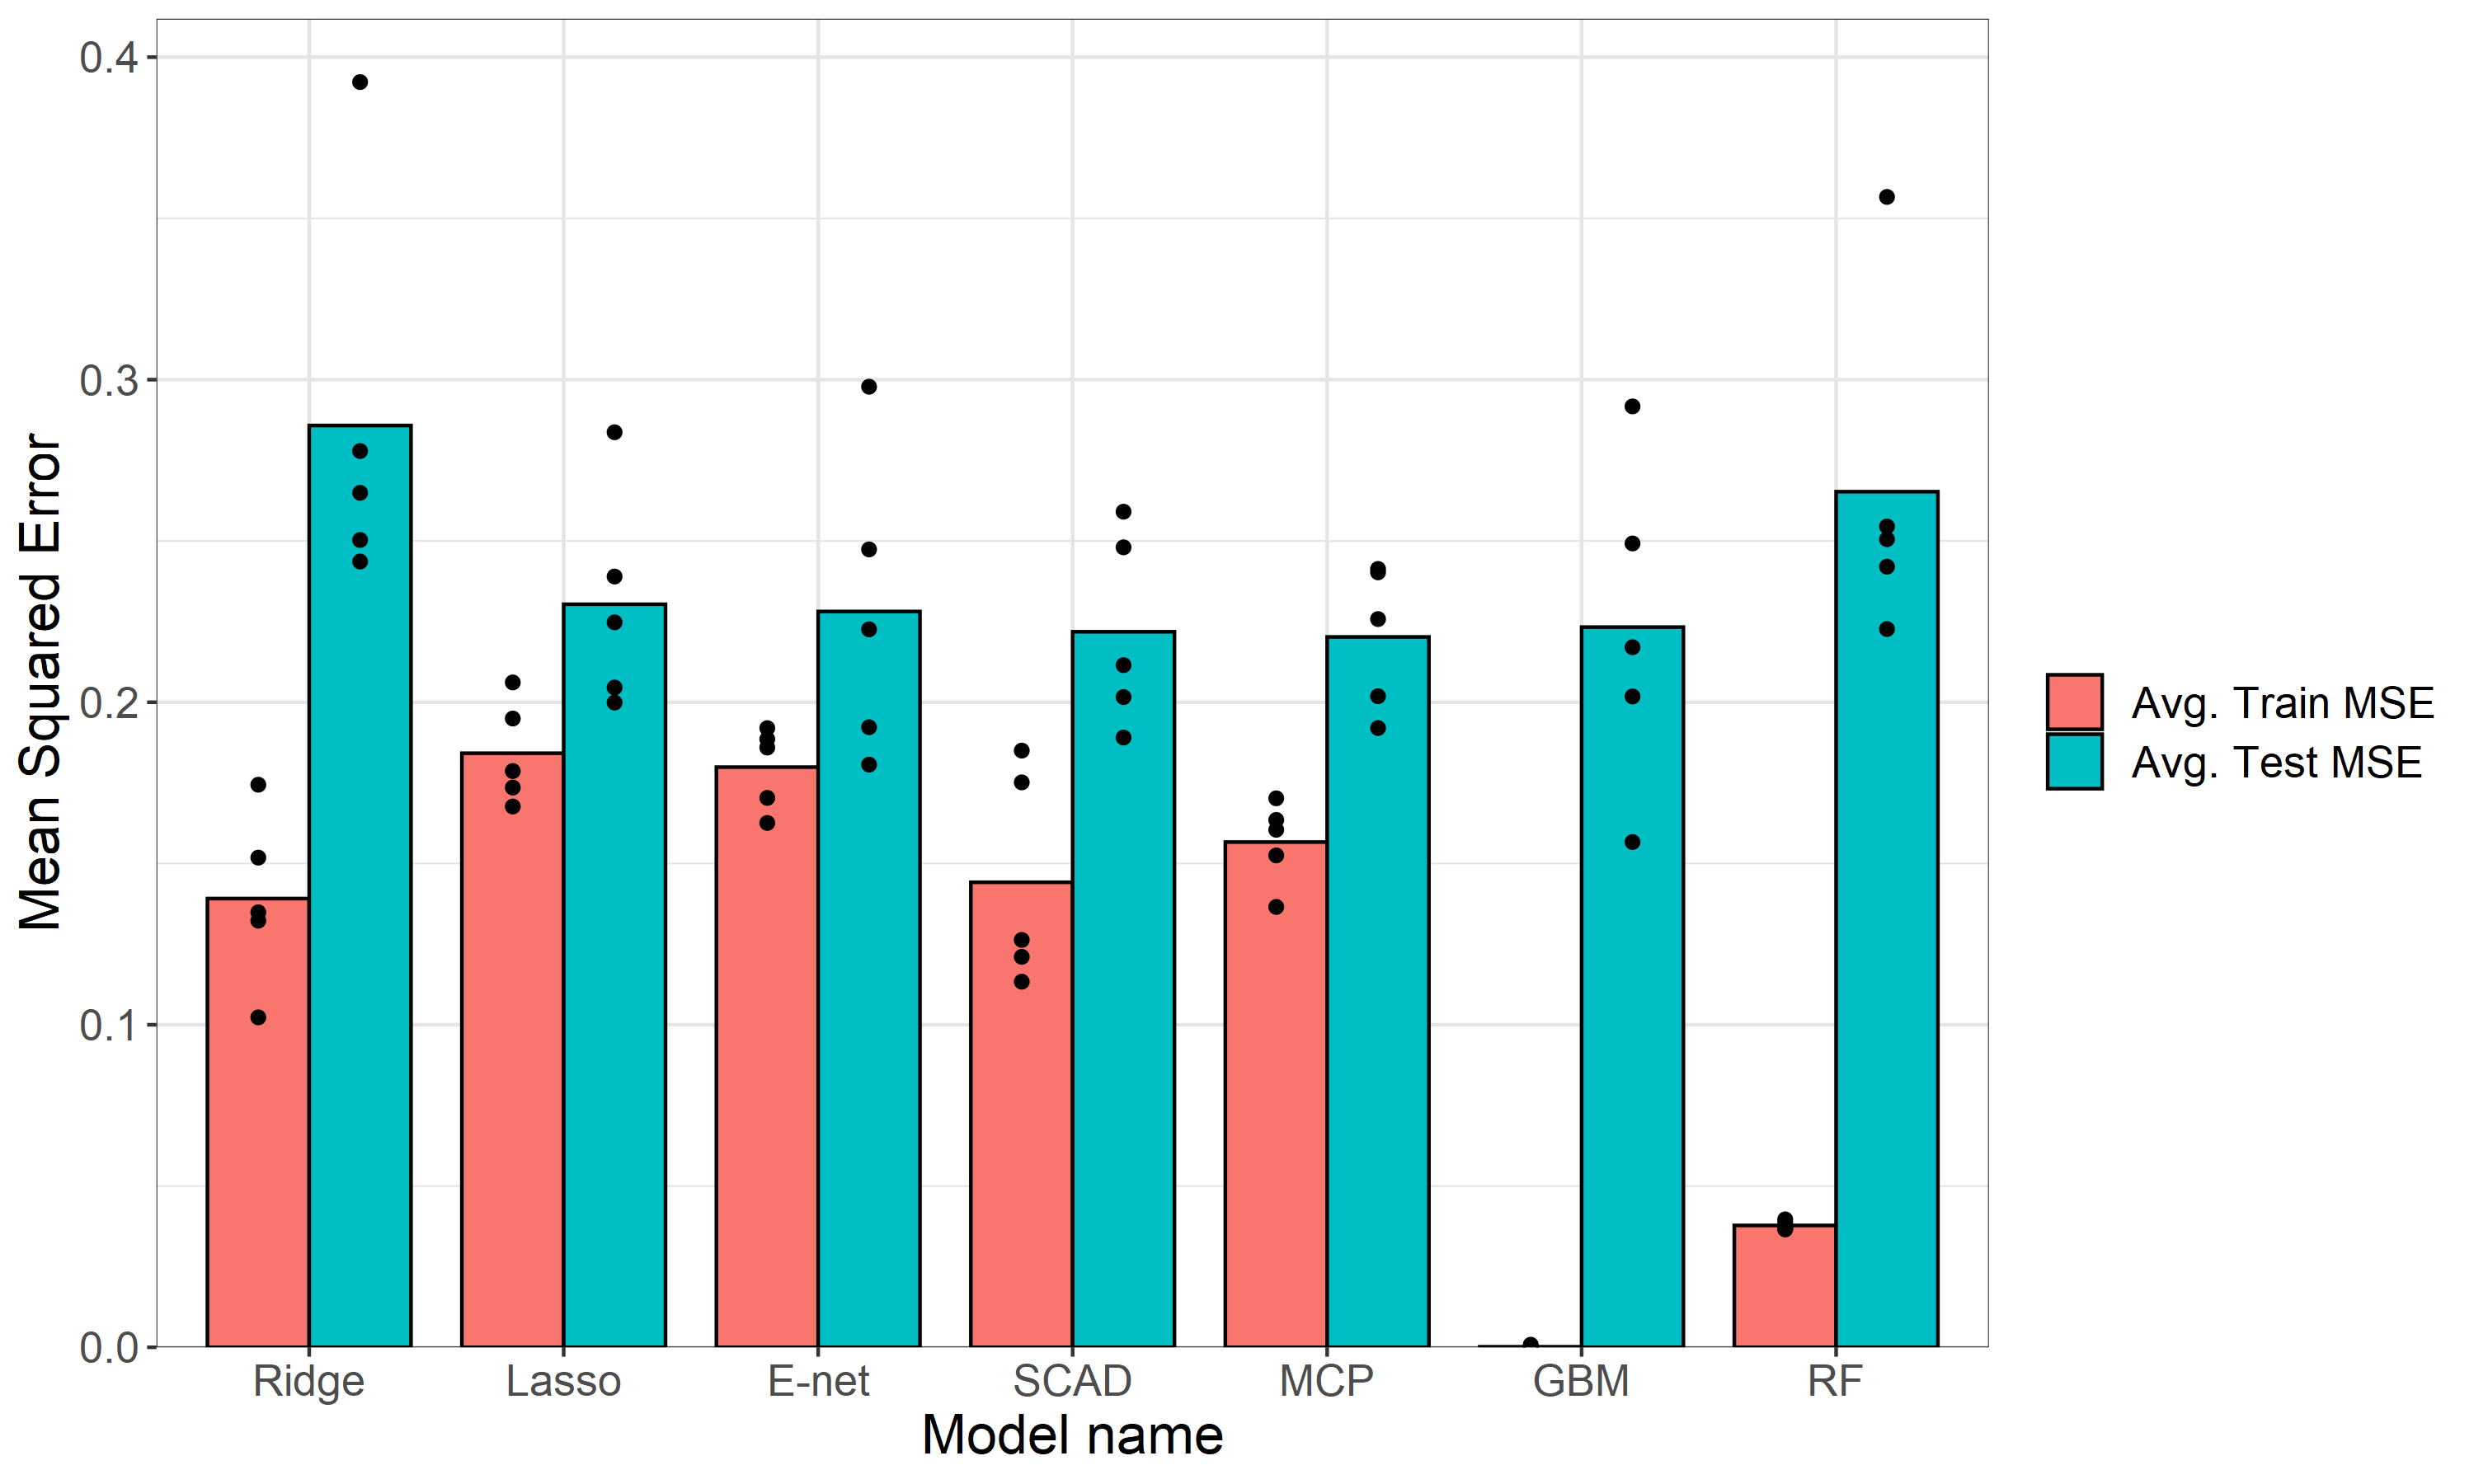 Mean Squared Error
0.4
0.3
0.2
0.1
0.0
Ridge Lasso E-net SCAD MCP GBM RF
Model name
Avg. Train MSE
Avg. Test MSE